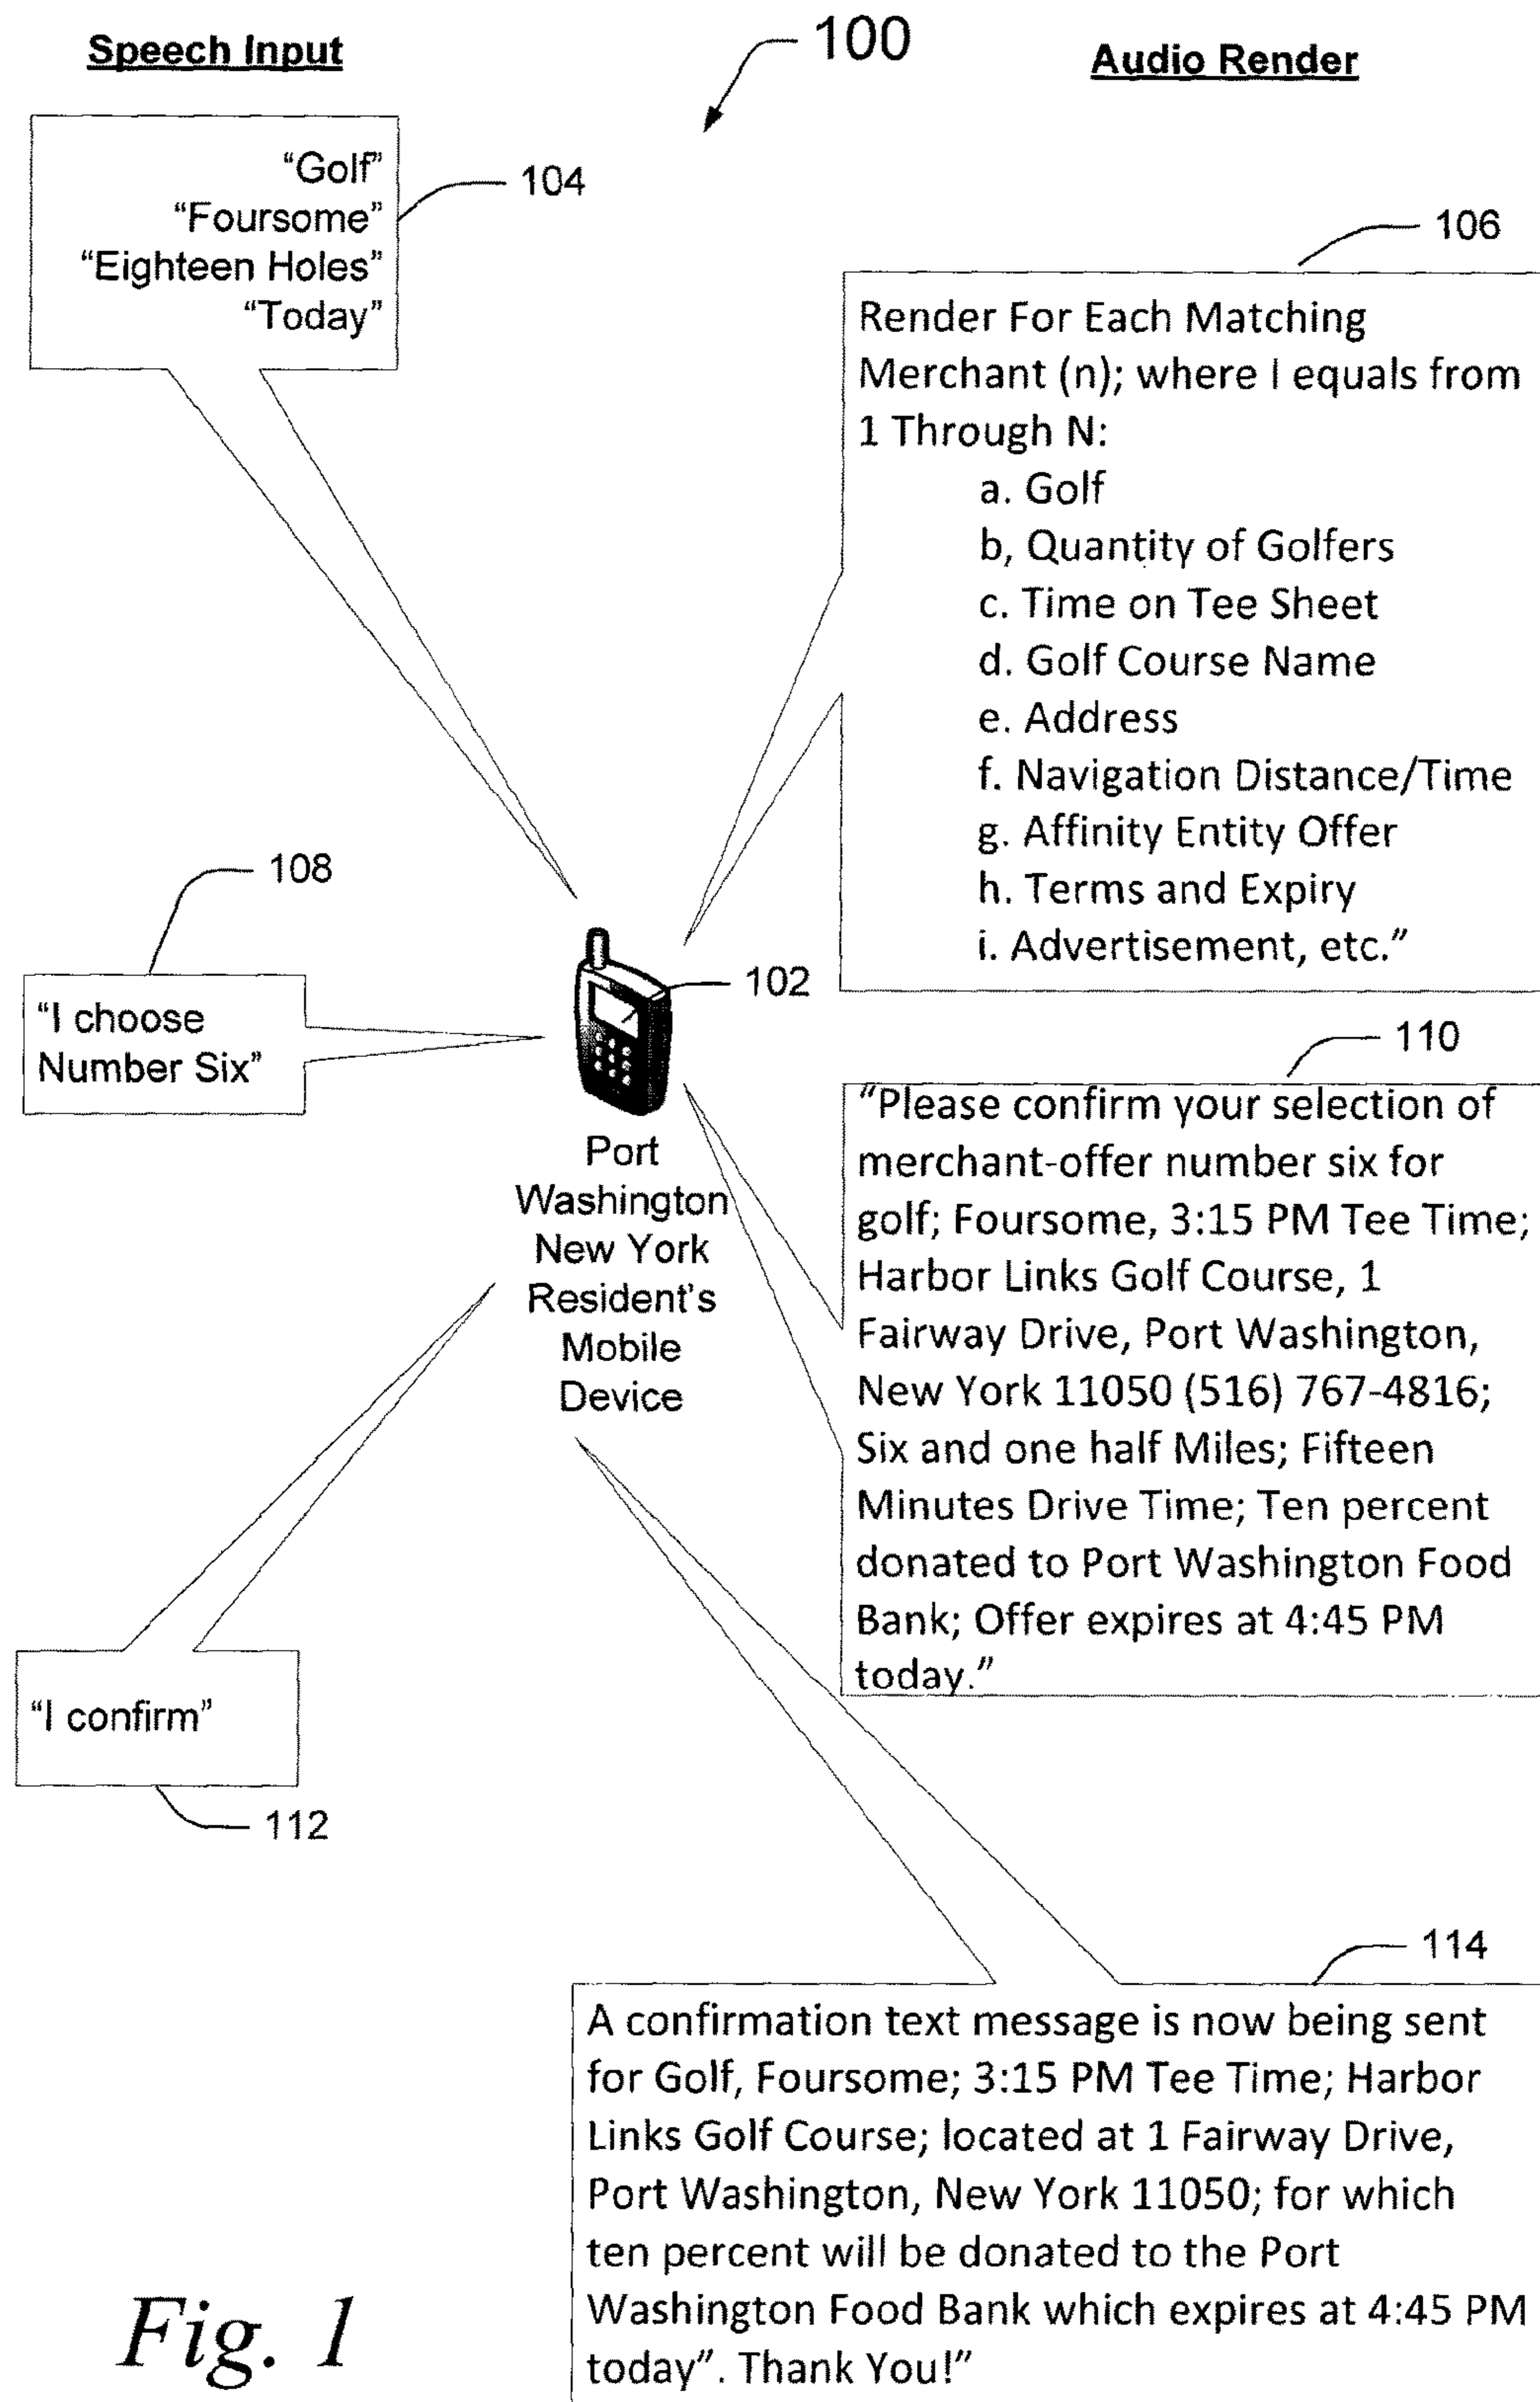 Speech Input
100
Audio Render
"Golf"
"Foursome"
"Eighteen Holes"
"Today"
104
106
Render For Each Matching
Merchant (n); where I equals from
1 Through N:
a. Golf
b, Quantity of Golfers
c. Time on Tee Sheet
d. Golf Course Name
e. Address
f. Navigation Distance/Time
g. Affinity Entity Offer
h. Terms and Expiry
i. Advertisement, etc."
108
"I choose
Number Six"
102
Port
Washington
New York
Resident's
Mobile
Device
110
"Please confirm your selection of
merchant-offer number six for
golf; Foursome, 3:15 PM Tee Time;
Harbor Links Golf Course, 1
Fairway Drive, Port Washington,
New York 11050 (516) 767-4816;
Six and one half Miles; Fifteen
Minutes Drive Time; Ten percent
donated to Port Washington Food
Bank; Offer expires at 4:45 PM
today."
"I confirm"
112
114
A confirmation text message is now being sent
for Golf, Foursome; 3:15 PM Tee Time; Harbor
Links Golf Course; located at 1 Fairway Drive,
Port Washington, New York 11050; for which
ten percent will be donated to the Port
Washington Food Bank which expires at 4:45 PM
today". Thank You!"
Fig. 1